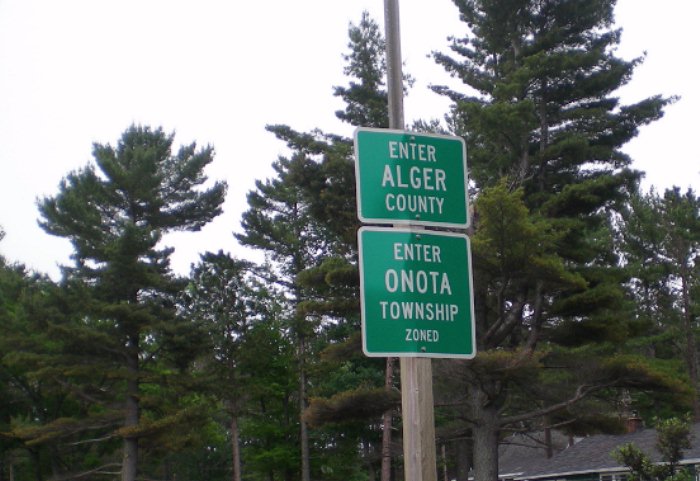 ENTER
ALGER
COUNTY
ENTER
ONOTA
TOWNSHIP
ZONED